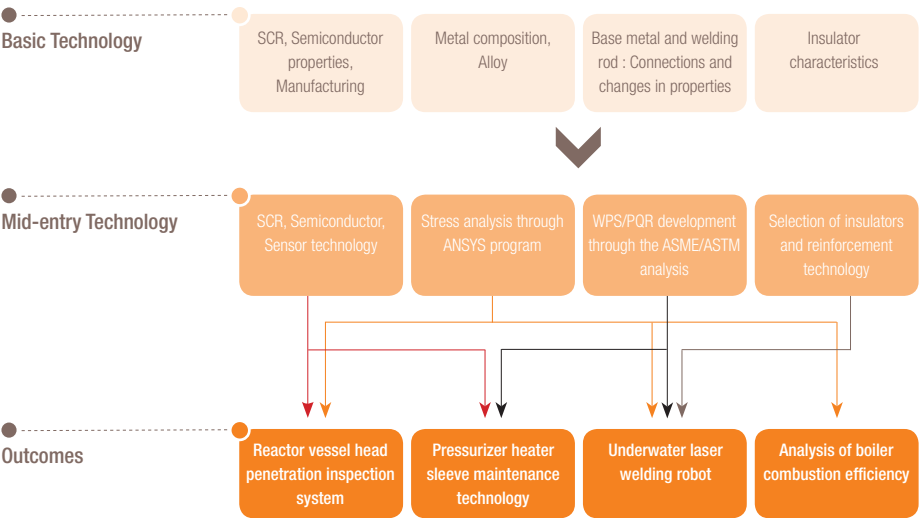 Basic Technology
SCR, Semiconductor
properties,
Manufacturing
Metal composition,
Alloy
Base metal and welding
rod : Connections and
changes in properties
Insulator
characteristics
Mid-entry Technology
SCR, Semiconductor,
Sensor technology
Stress analysis through
ANSYS program
WPS/PQR development
through the ASME/ASTM
analysis
Selection of insulators
and reinforcement
technology
Outcomes
Reactor vessel head
penetration inspection
system
Pressurizer heater
sleeve maintenance
technology
Underwater laser
welding robot
Analysis of boiler
combustion efficiency